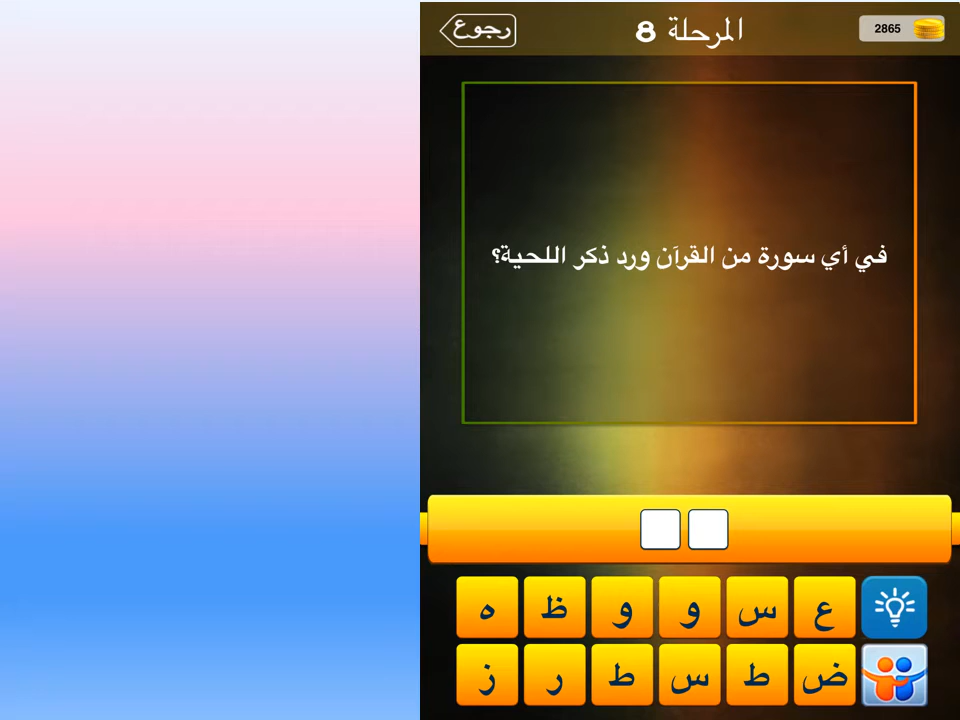 رجوع المرحلة 8 2865
في أي سورة من القرآن ورد ذكر اللحية؟
ع س و و ظ ه
ض ط س ط ر ز